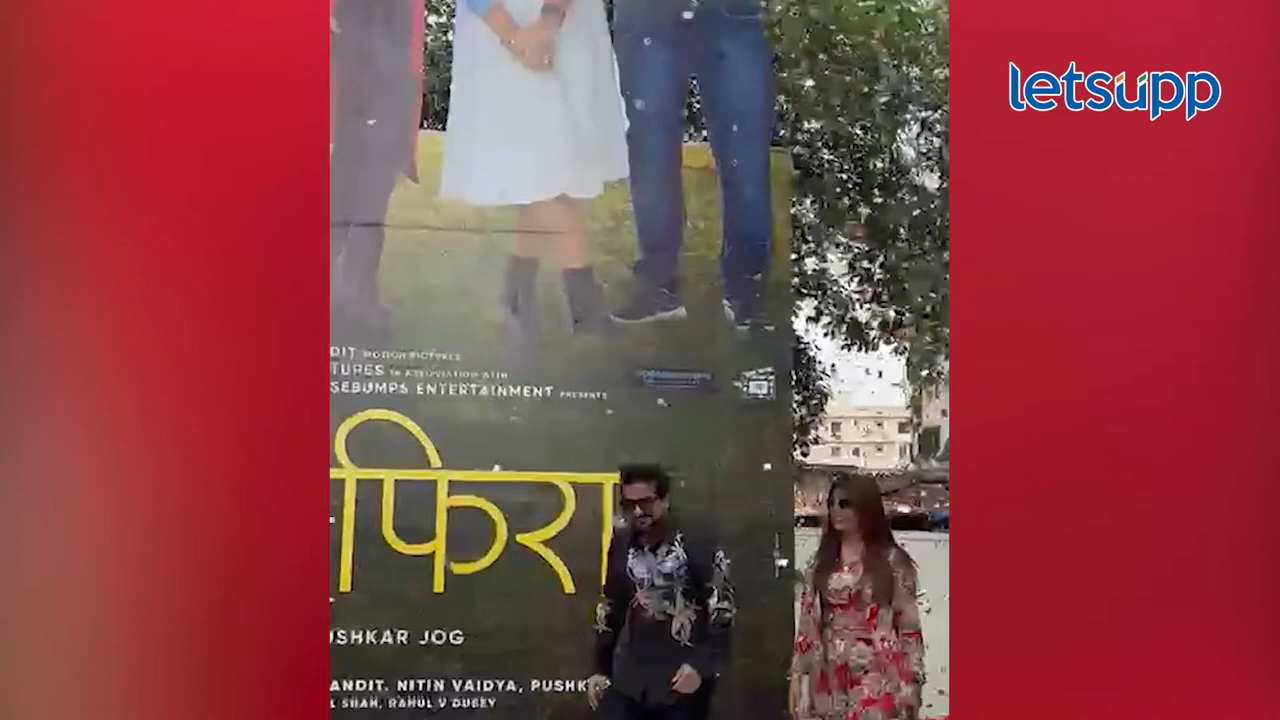 letsupp
DIT MOTION PICTURES
TURES IN ASSOCIATION WITH
SEBUMPS ENTERTAINMENT PRESENTS
फिरा
USHKAR JOG
ANDIT. NITIN VAIDYA, PUSHK
L SHAH, RAHUL V DUBEY